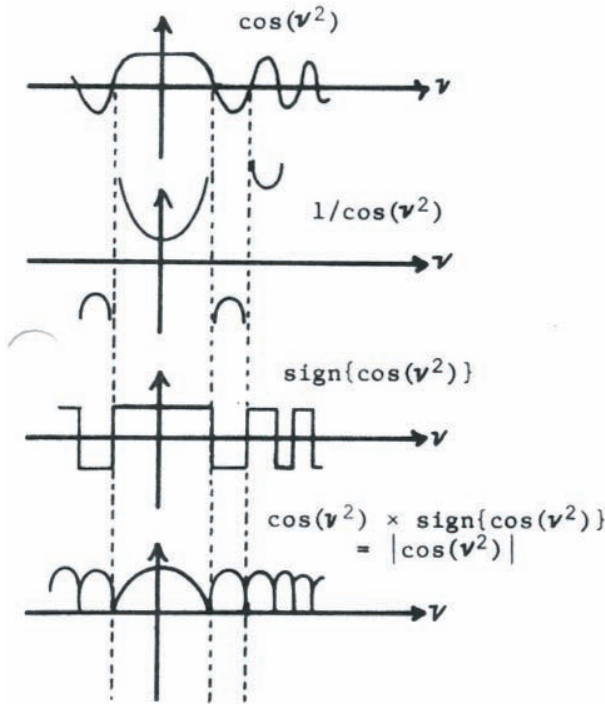 cos(ν²)
ν
1/cos(ν²)
ν
sign{cos(ν²)}
ν
cos(ν²) × sign{cos(ν²)}
= |cos(ν²)|
ν